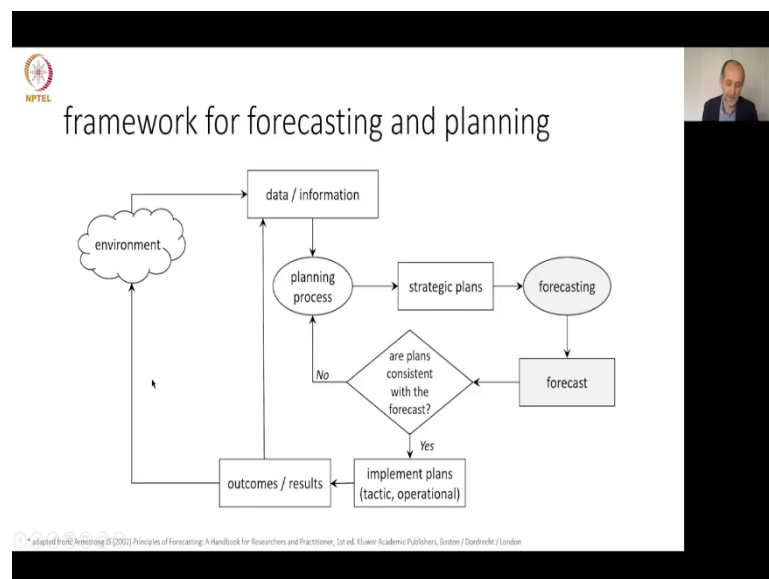 NPTEL
framework for forecasting and planning
data / information
environment
planning
process
strategic plans
forecasting
are plans
consistent
with the
forecast?
No
forecast
Yes
outcomes / results
implement plans
(tactic, operational)
* adapted from: Armstrong JS (2002) Principles of Forecasting: A Handbook for Researchers and Practitioner, 1st ed. Kluwer Academic Publishers, Boston / Dordrecht / London